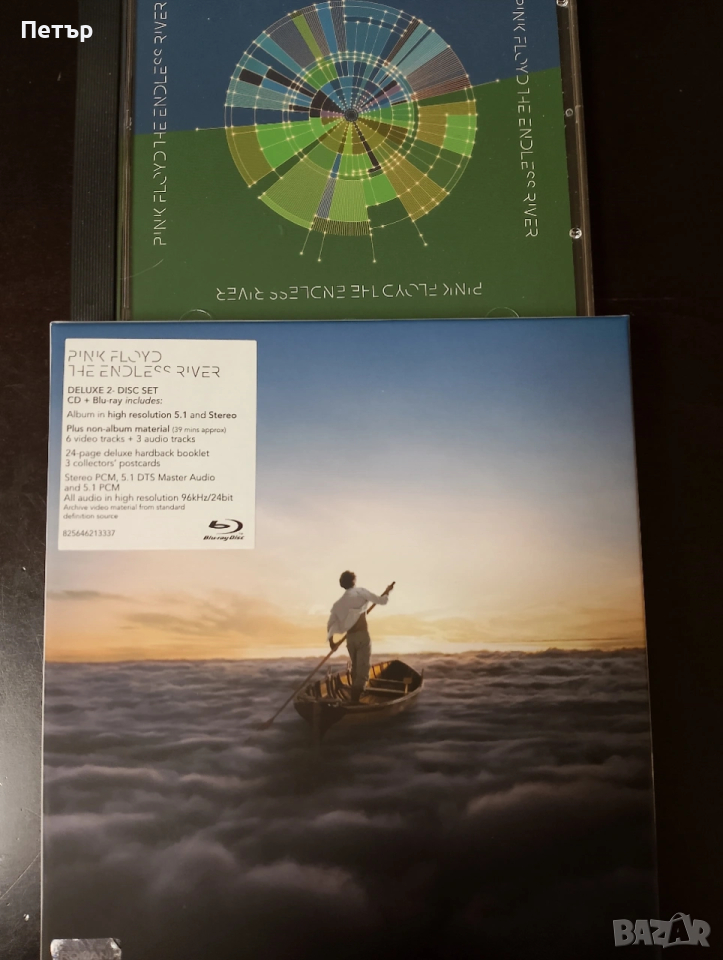 Петър
PINK FLOYD THE ENDLESS RIVER
PINK FLOYD THE ENDLESS RIVER
PINK FLOYD THE ENDLESS RIVER
PINK FLOYD
THE ENDLESS RIVER
DELUXE 2- DISC SET
CD + Blu-ray includes:
Album in high resolution 5.1 and Stereo
Plus non-album material (39 mins approx)
6 video tracks + 3 audio tracks
24-page deluxe hardback booklet
3 collectors' postcards
Stereo PCM, 5.1 DTS Master Audio
and 5.1 PCM
All audio in high resolution 96kHz/24bit
Archive video material from standard
definition source
825646213337
Blu-ray Disc
BAZAR